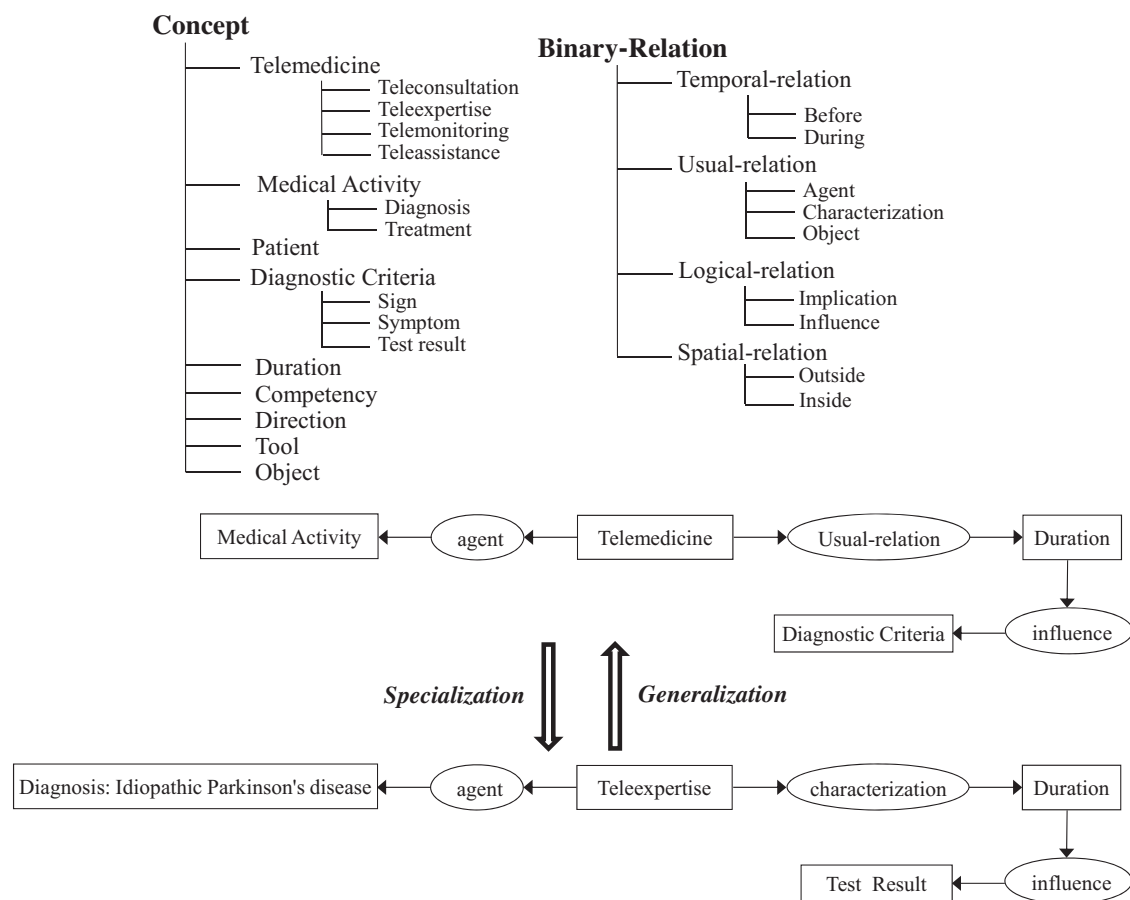 Concept
Telemedicine
Teleconsultation
Teleexpertise
Telemonitoring
Teleassistance
Medical Activity
Diagnosis
Treatment
Patient
Diagnostic Criteria
Sign
Symptom
Test result
Duration
Competency
Direction
Tool
Object
Binary-Relation
Temporal-relation
Before
During
Usual-relation
Agent
Characterization
Object
Logical-relation
Implication
Influence
Spatial-relation
Outside
Inside
Medical Activity
agent
Telemedicine
Usual-relation
Duration
Diagnostic Criteria
influence
Specialization
Generalization
Diagnosis: Idiopathic Parkinson's disease
agent
Teleexpertise
characterization
Duration
Test Result
influence